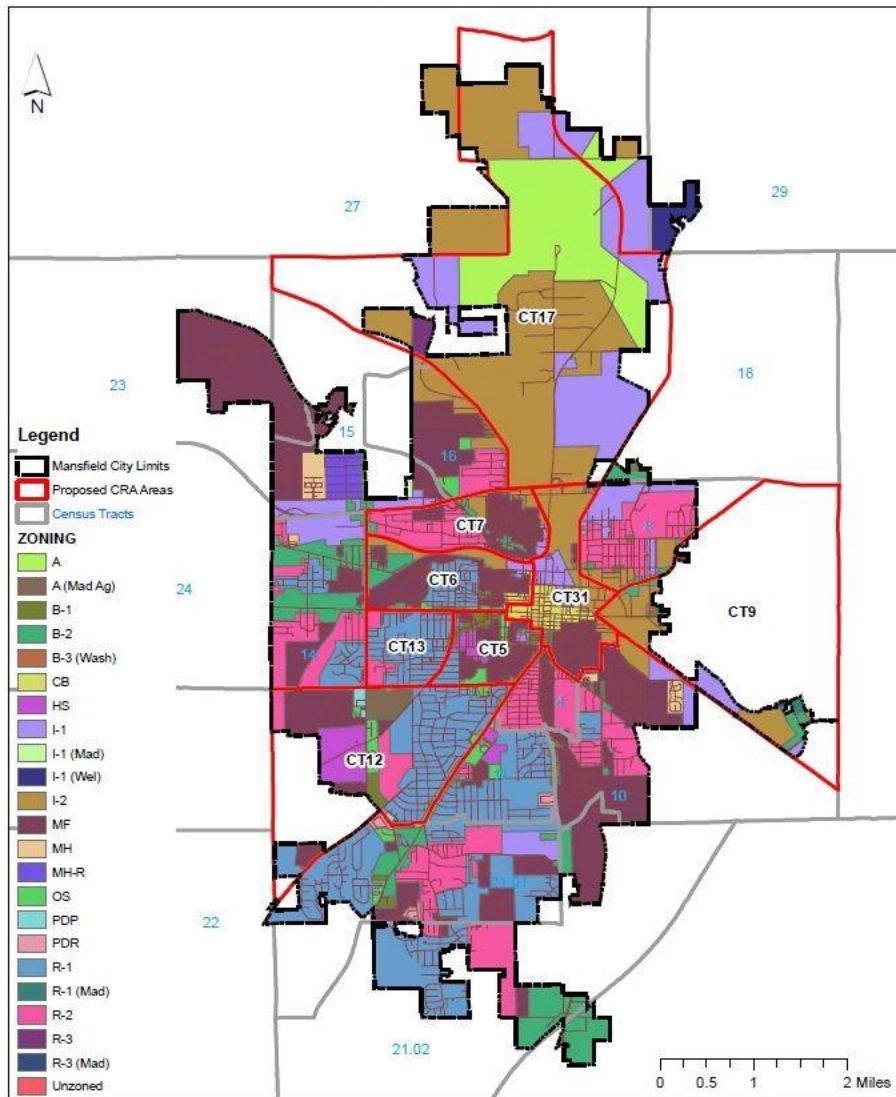 N
27
29
CT17
18
23
15
Legend
Mansfield City Limits
Proposed CRA Areas
Census Tracts
ZONING
A
A (Mad Ag)
B-1
B-2
B-3 (Wash)
CB
HS
I-1
I-1 (Mad)
I-1 (Wel)
I-2
MF
MH
MH-R
OS
PDP
PDR
R-1
R-1 (Mad)
R-2
R-3
R-3 (Mad)
Unzoned
16
CT7
8
CT6
CT31
CT9
24
14
CT13
CT5
4
CT12
10
21.01
22
21.02
0 0.5 1 2 Miles